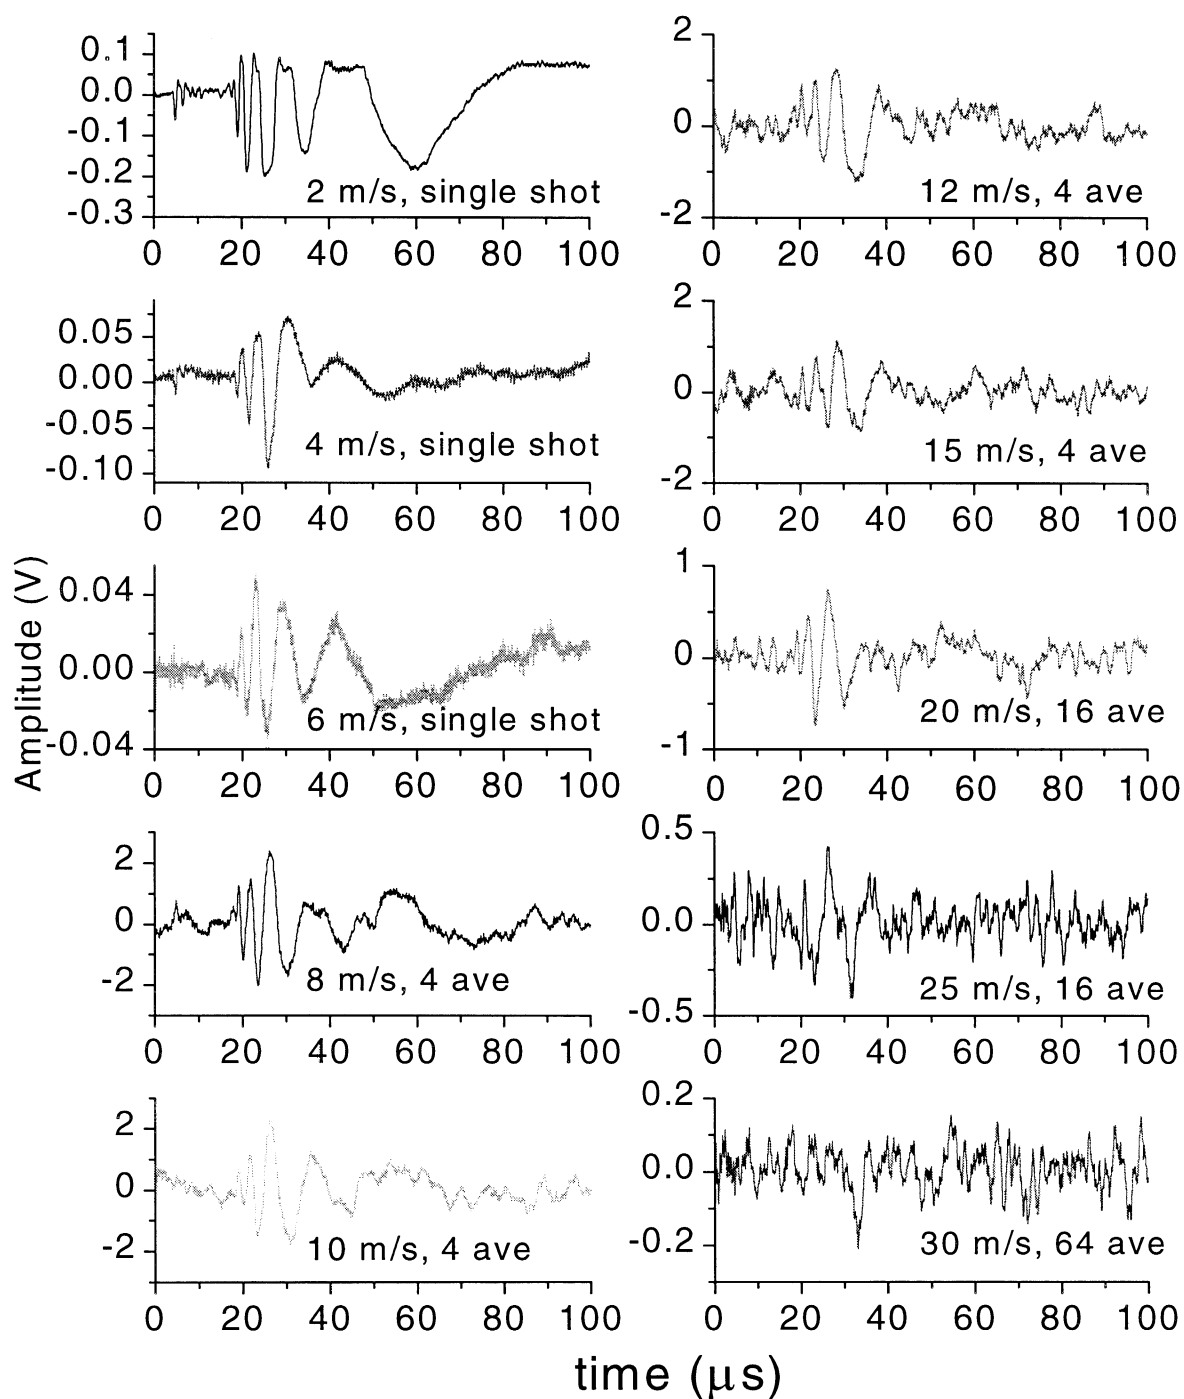 0.1
0.0
-0.1
-0.2
-0.3
2 m/s, single shot
0 20 40 60 80 100
2
0
-2
12 m/s, 4 ave
0 20 40 60 80 100
0.05
0.00
-0.05
-0.10
4 m/s, single shot
0 20 40 60 80 100
2
0
-2
15 m/s, 4 ave
0 20 40 60 80 100
Amplitude (V)
0.04
0.00
-0.04
6 m/s, single shot
0 20 40 60 80 100
1
0
-1
20 m/s, 16 ave
0 20 40 60 80 100
2
0
-2
8 m/s, 4 ave
0 20 40 60 80 100
0.5
0.0
-0.5
25 m/s, 16 ave
0 20 40 60 80 100
2
0
-2
10 m/s, 4 ave
0 20 40 60 80 100
0.2
0.0
-0.2
30 m/s, 64 ave
0 20 40 60 80 100
time (μs)